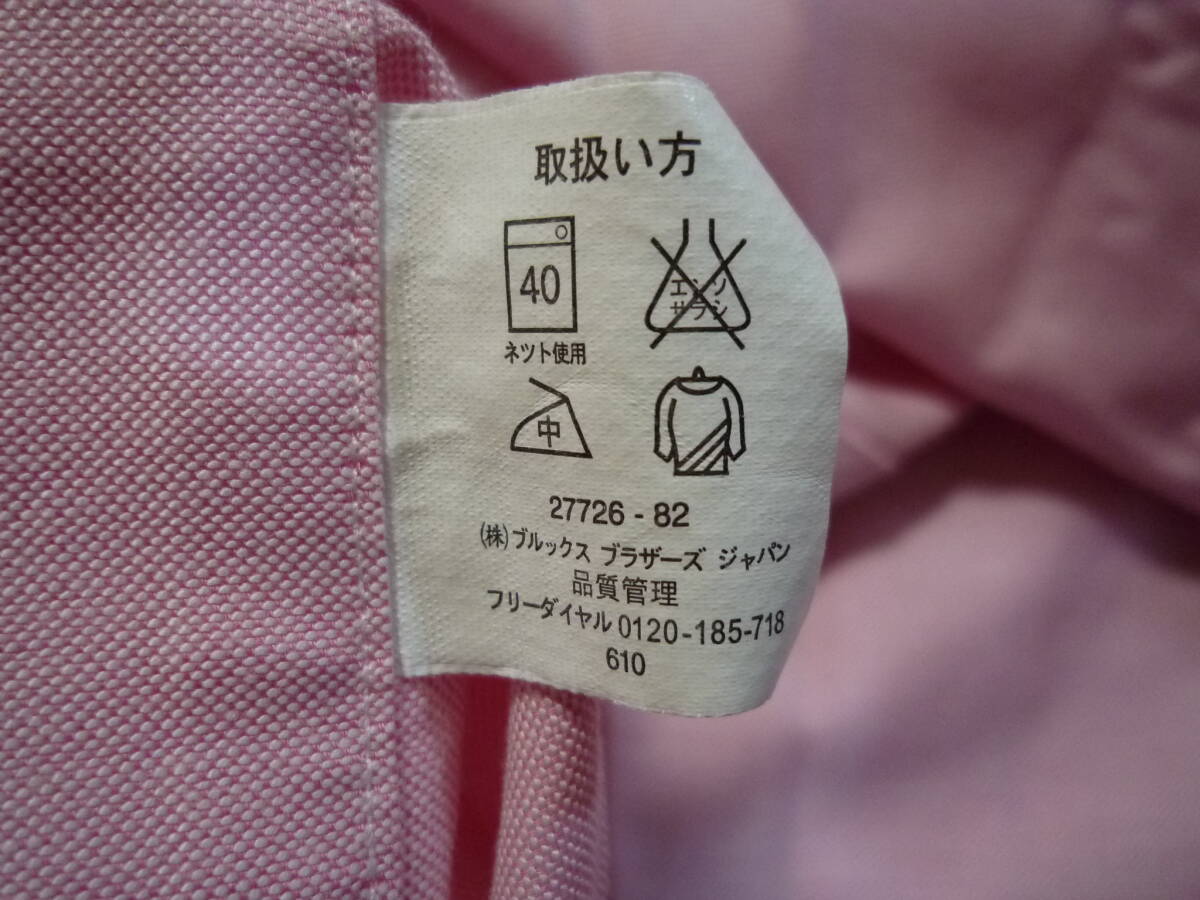 取扱い方
40
エンソ
サラシ
ネツト使用
中
27726 - 82
(株)ブルックス ブラザーズ ジャパン
品質管理
フリーダイヤル 0120-185-718
610